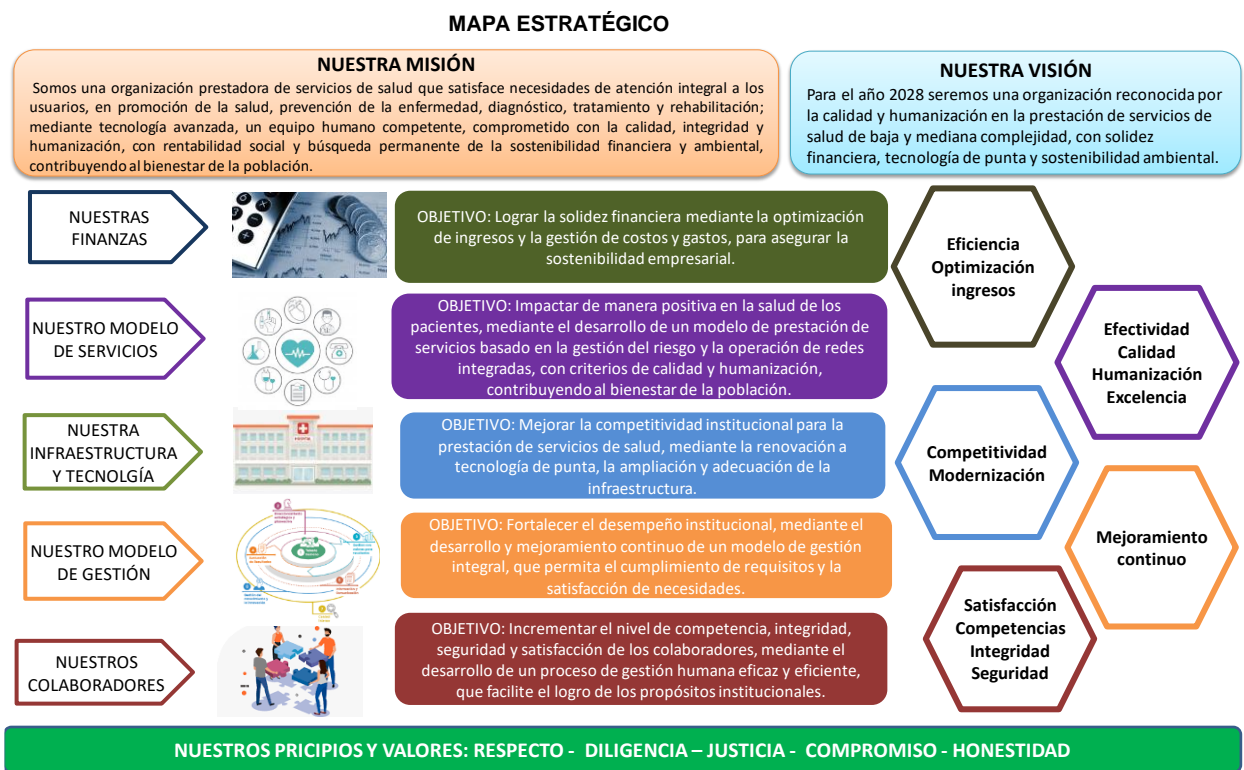 MAPA ESTRATÉGICO
NUESTRA MISIÓN
Somos una organización prestadora de servicios de salud que satisface necesidades de atención integral a los
usuarios, en promoción de la salud, prevención de la enfermedad, diagnóstico, tratamiento y rehabilitación;
mediante tecnología avanzada, un equipo humano competente, comprometido con la calidad, integridad y
humanización, con rentabilidad social y búsqueda permanente de la sostenibilidad financiera y ambiental,
contribuyendo al bienestar de la población.
NUESTRA VISIÓN
Para el año 2028 seremos una organización reconocida por
la calidad y humanización en la prestación de servicios de
salud de baja y mediana complejidad, con solidez
financiera, tecnología de punta y sostenibilidad ambiental.
NUESTRAS
FINANZAS
OBJETIVO: Lograr la solidez financiera mediante la optimización
de ingresos y la gestión de costos y gastos, para asegurar la
sostenibilidad empresarial.
Eficiencia
Optimización
ingresos
NUESTRO MODELO
DE SERVICIOS
OBJETIVO: Impactar de manera positiva en la salud de los
pacientes, mediante el desarrollo de un modelo de prestación de
servicios basado en la gestión del riesgo y la operación de redes
integradas, con criterios de calidad y humanización,
contribuyendo al bienestar de la población.
Efectividad
Calidad
Humanización
Excelencia
NUESTRA
INFRAESTRUCTURA
Y TECNOLGÍA
OBJETIVO: Mejorar la competitividad institucional para la
prestación de servicios de salud, mediante la renovación a
tecnología de punta, la ampliación y adecuación de la
infraestructura.
Competitividad
Modernización
NUESTRO MODELO
DE GESTIÓN
OBJETIVO: Fortalecer el desempeño institucional, mediante el
desarrollo y mejoramiento continuo de un modelo de gestión
integral, que permita el cumplimiento de requisitos y la
satisfacción de necesidades.
Mejoramiento
continuo
NUESTROS
COLABORADORES
OBJETIVO: Incrementar el nivel de competencia, integridad,
seguridad y satisfacción de los colaboradores, mediante el
desarrollo de un proceso de gestión humana eficaz y eficiente,
que facilite el logro de los propósitos institucionales.
Satisfacción
Competencias
Integridad
Seguridad
NUESTROS PRICIPIOS Y VALORES: RESPECTO - DILIGENCIA – JUSTICIA - COMPROMISO - HONESTIDAD